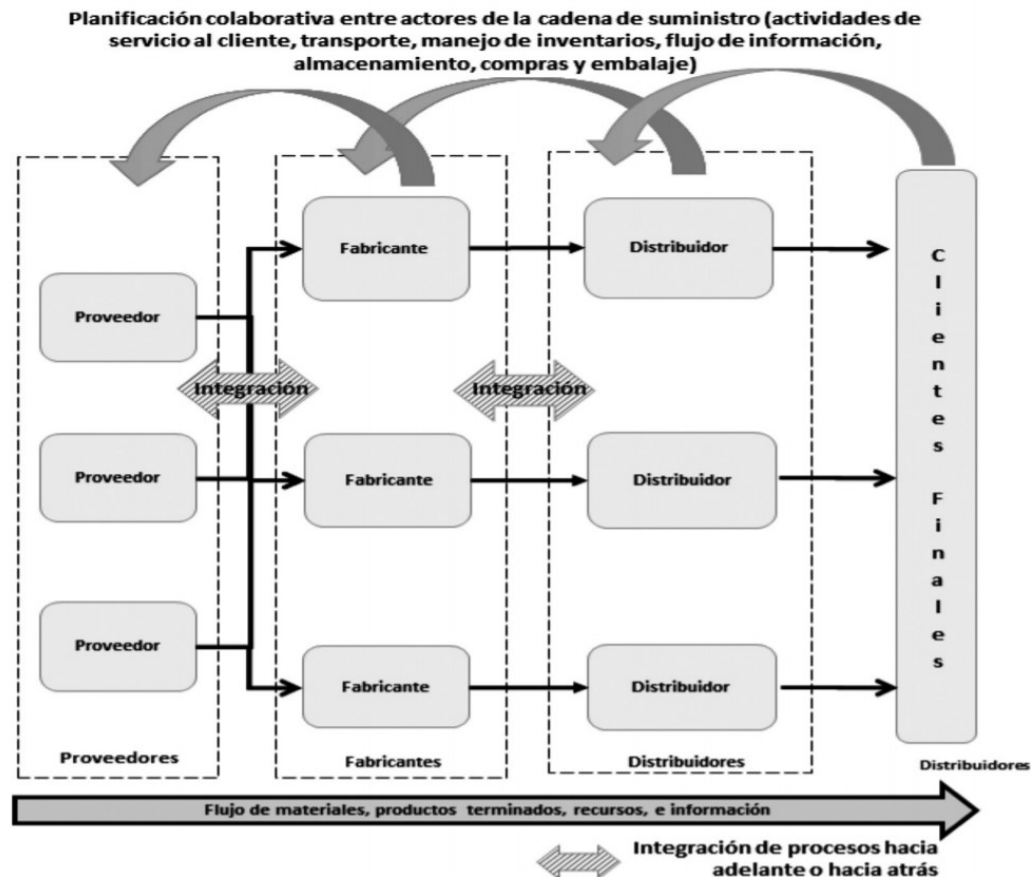 Planificación colaborativa entre actores de la cadena de suministro (actividades de
servicio al cliente, transporte, manejo de inventarios, flujo de información,
almacenamiento, compras y embalaje)
Fabricante
Distribuidor
Proveedor
Integración
Integración
Proveedor
Fabricante
Distribuidor
Proveedor
Fabricante
Distribuidor
Clientes Finales
Proveedores
Fabricantes
Distribuidores
Distribuidores
Flujo de materiales, productos terminados, recursos, e información
Integración de procesos hacia
adelante o hacia atrás